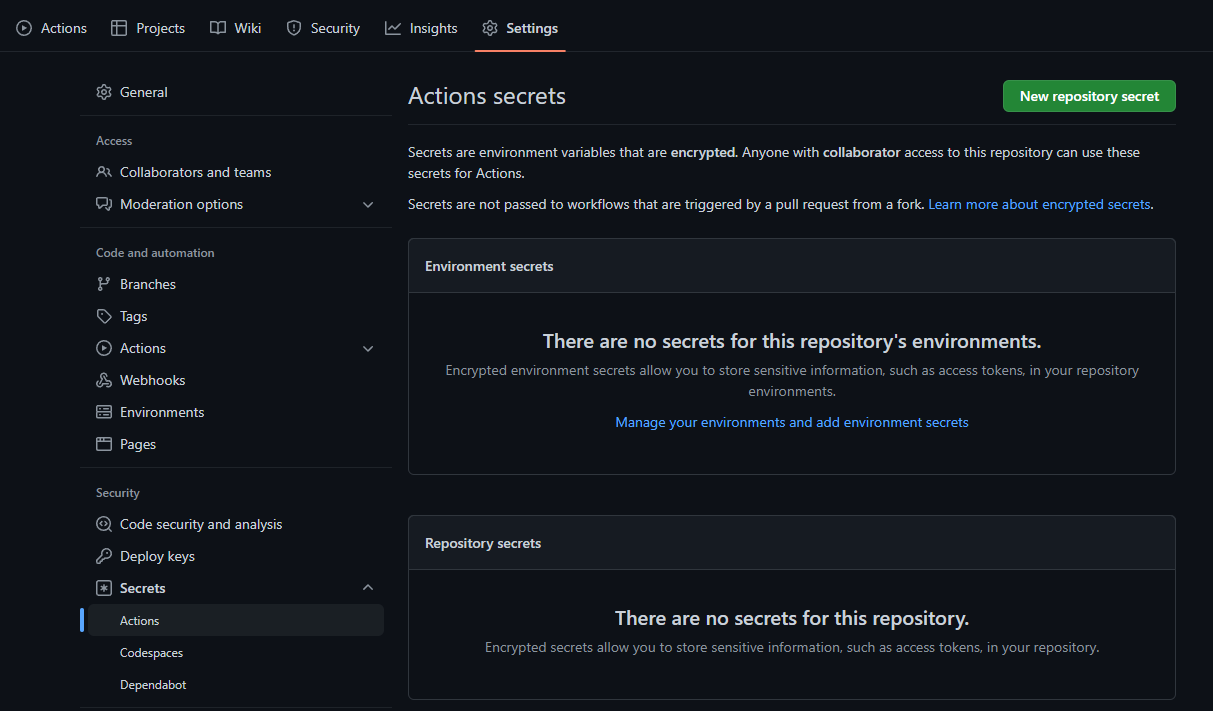 Actions Projects Wiki Security Insights Settings
General
Access
Collaborators and teams
Moderation options
Code and automation
Branches
Tags
Actions
Webhooks
Environments
Pages
Security
Code security and analysis
Deploy keys
Secrets
Actions
Codespaces
Dependabot
Actions secrets
New repository secret
Secrets are environment variables that are encrypted. Anyone with collaborator access to this repository can use these
secrets for Actions.
Secrets are not passed to workflows that are triggered by a pull request from a fork. Learn more about encrypted secrets.
Environment secrets
There are no secrets for this repository's environments.
Encrypted environment secrets allow you to store sensitive information, such as access tokens, in your repository
environments.
Manage your environments and add environment secrets
Repository secrets
There are no secrets for this repository.
Encrypted secrets allow you to store sensitive information, such as access tokens, in your repository.